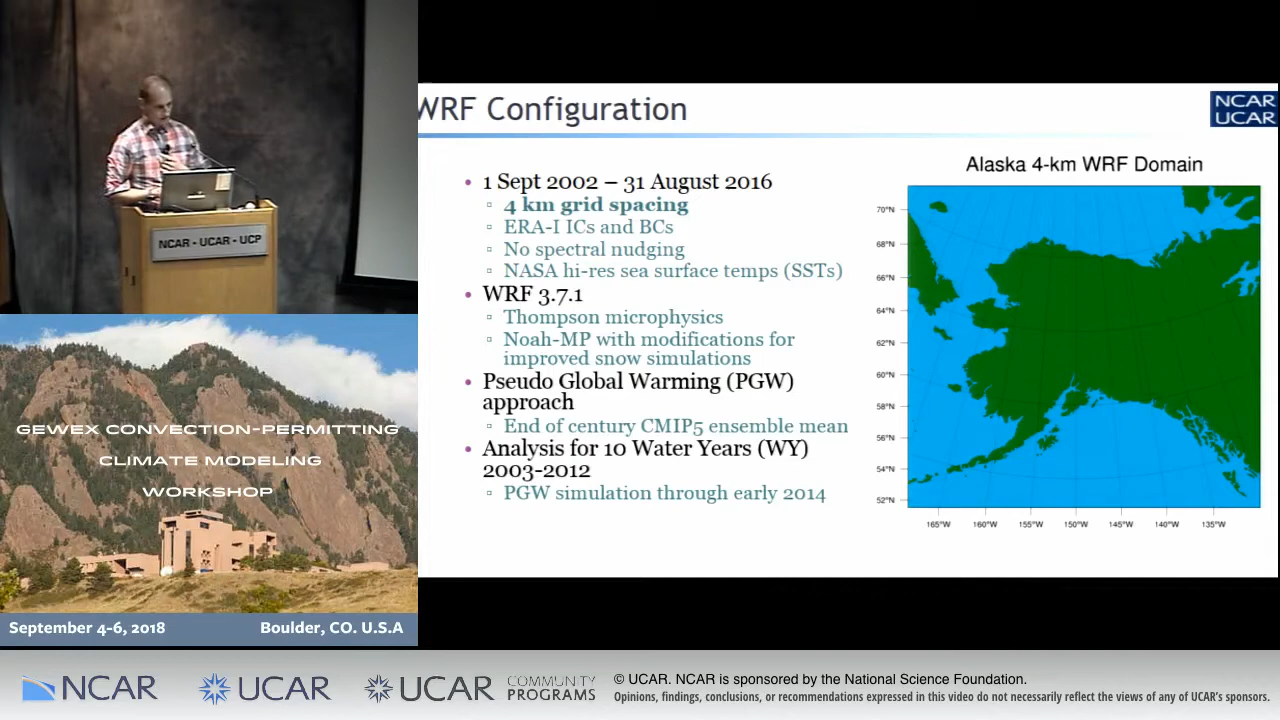 WRF Configuration
NCAR
UCAR
• 1 Sept 2002 – 31 August 2016
▫ 4 km grid spacing
▫ ERA-I ICs and BCs
▫ No spectral nudging
▫ NASA hi-res sea surface temps (SSTs)
• WRF 3.7.1
▫ Thompson microphysics
▫ Noah-MP with modifications for
improved snow simulations
• Pseudo Global Warming (PGW)
approach
▫ End of century CMIP5 ensemble mean
• Analysis for 10 Water Years (WY)
2003-2012
▫ PGW simulation through early 2014
Alaska 4-km WRF Domain
70°N
68°N
66°N
64°N
62°N
60°N
58°N
56°N
54°N
52°N
165°W 160°W 155°W 150°W 145°W 140°W 135°W
NCAR - UCAR - UCP
GEWEX CONVECTION-PERMITTING
CLIMATE MODELING
WORKSHOP
September 4-6, 2018 Boulder, CO. U.S.A
NCAR
UCAR
UCAR
COMMUNITY
PROGRAMS
© UCAR. NCAR is sponsored by the National Science Foundation.
Opinions, findings, conclusions, or recommendations expressed in this video do not necessarily reflect the views of any of UCAR's sponsors.